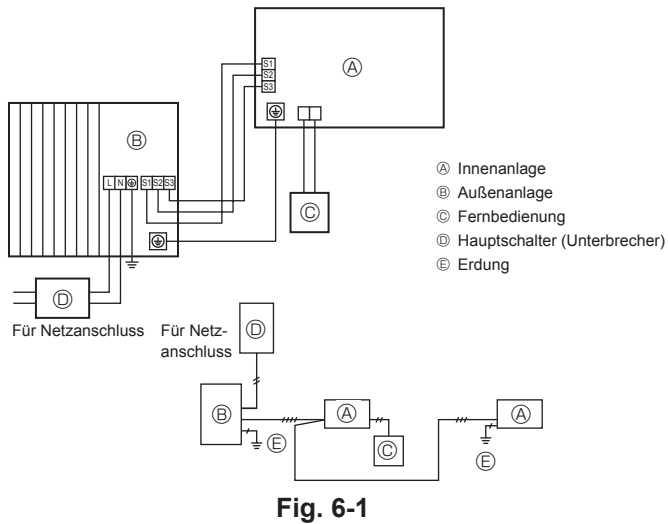 S1
S2
S3
Ⓐ
Ⓑ
L N S1 S2 S3
Ⓒ
Ⓓ
Für Netzanschluss
Ⓐ Innenanlage
Ⓑ Außenanlage
Ⓒ Fernbedienung
Ⓓ Hauptschalter (Unterbrecher)
Ⓔ Erdung
Für Netz-
anschluss
Ⓓ
Ⓑ
Ⓔ
Ⓐ
Ⓒ
Ⓐ
Ⓔ
Fig. 6-1